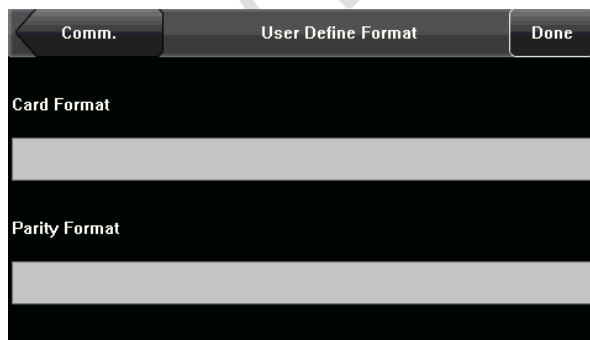 Comm. User Define Format Done
Card Format
Parity Format